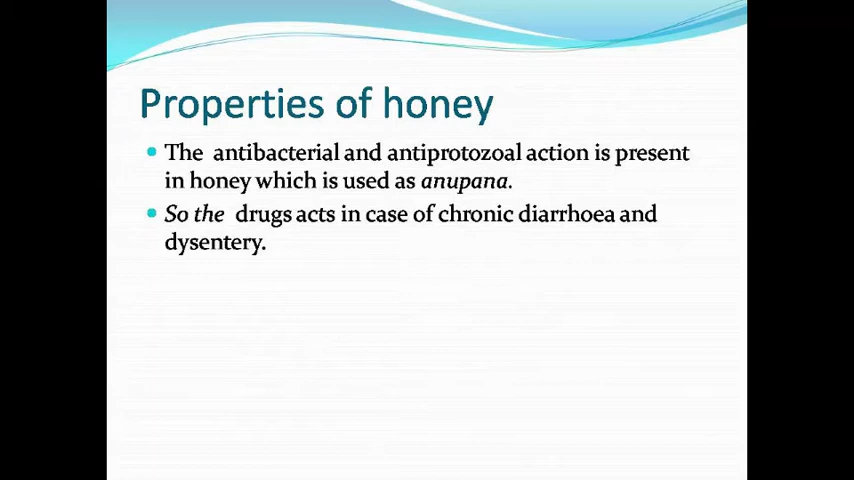 Properties of honey
The antibacterial and antiprotozoal action is present
in honey which is used as anupana.
So the drugs acts in case of chronic diarrhoea and
dysentery.